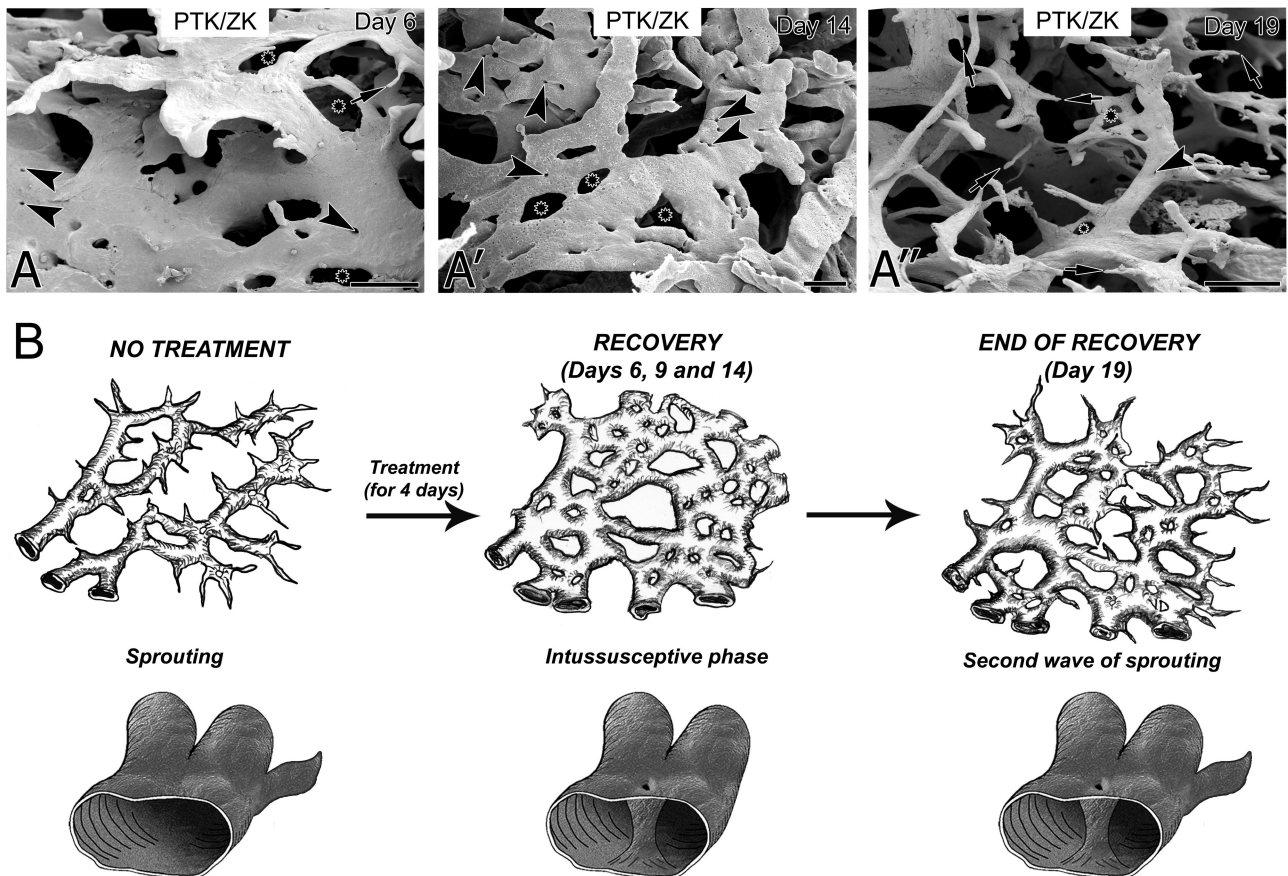 PTK/ZK
Day 6
A
PTK/ZK
Day 14
A'
PTK/ZK
Day 19
A''
B
NO TREATMENT
RECOVERY
(Days 6, 9 and 14)
END OF RECOVERY
(Day 19)
Treatment
(for 4 days)
VD
Sprouting
Intussusceptive phase
Second wave of sprouting